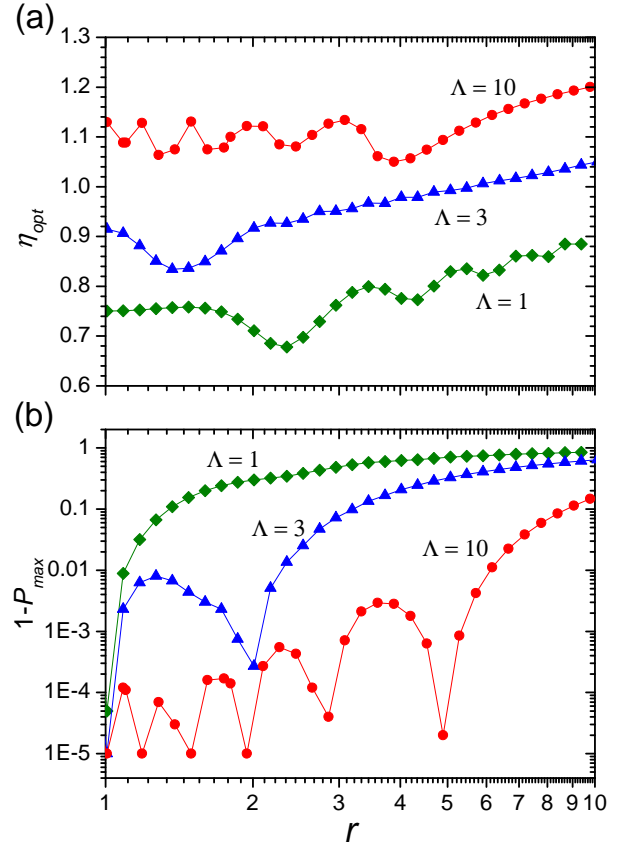 (a)
1.3
1.2
1.1
1.0
0.9
0.8
0.7
0.6
η_opt
Λ = 10
Λ = 3
Λ = 1
(b)
1
0.1
0.01
1E-3
1E-4
1E-5
1-P_max
Λ = 1
Λ = 3
Λ = 10
1 2 3 4 5 6 7 8 9 10
r